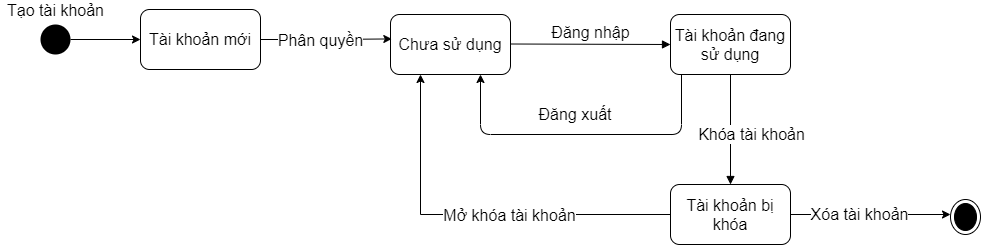 Tạo tài khoản
Tài khoản mới
Phân quyền
Chưa sử dụng
Đăng nhập
Tài khoản đang
sử dụng
Đăng xuất
Khóa tài khoản
Mở khóa tài khoản
Tài khoản bị
khóa
Xóa tài khoản